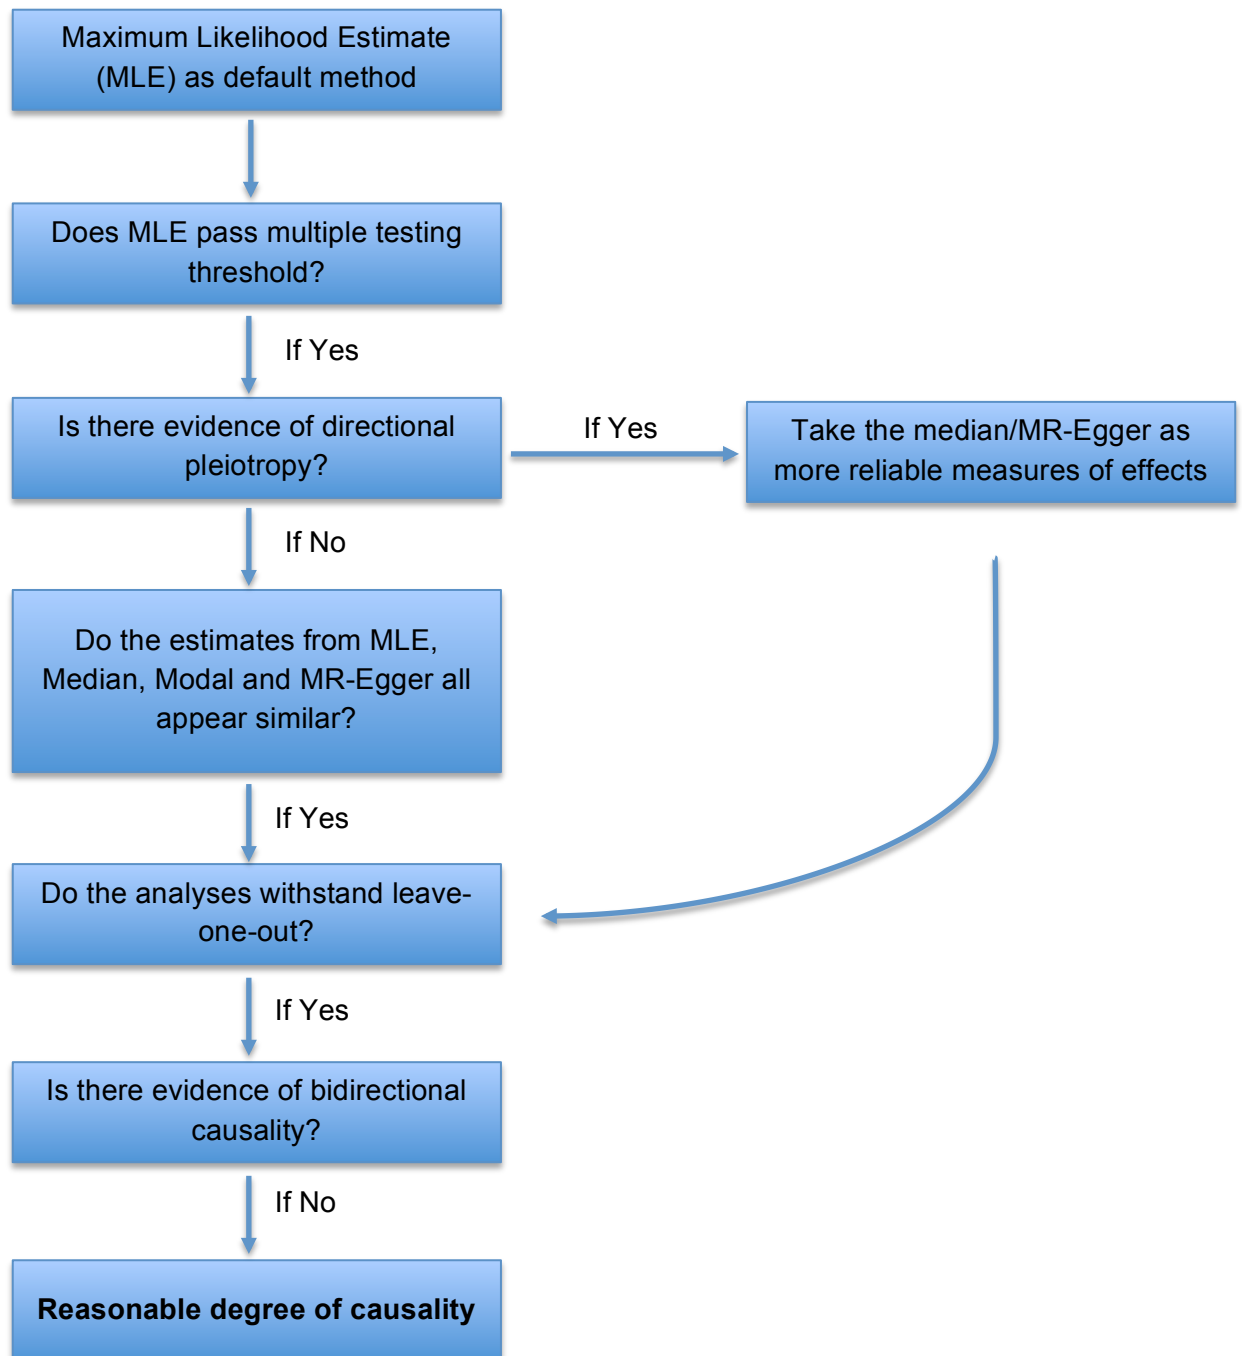 Maximum Likelihood Estimate
(MLE) as default method
Does MLE pass multiple testing
threshold?
If Yes
Is there evidence of directional
pleiotropy?
If Yes
Take the median/MR-Egger as
more reliable measures of effects
If No
Do the estimates from MLE,
Median, Modal and MR-Egger all
appear similar?
If Yes
Do the analyses withstand leave-
one-out?
If Yes
Is there evidence of bidirectional
causality?
If No
Reasonable degree of causality